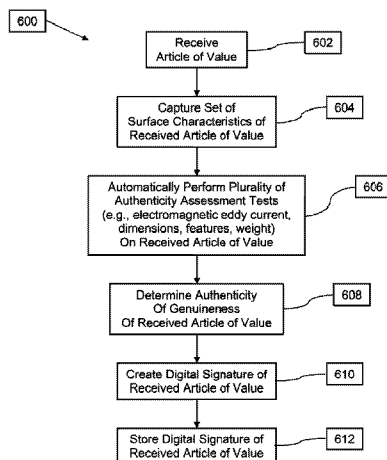 600
Receive
Article of Value
602
Capture Set of
Surface Characteristics of
Received Article of Value
604
Automatically Perform Plurality of
Authenticity Assessment Tests
(e.g., electromagnetic eddy current,
dimensions, features, weight)
On Received Article of Value
606
Determine Authenticity
Of Genuineness
Of Received Article of Value
608
Create Digital Signature of
Received Article of Value
610
Store Digital Signature of
Received Article of Value
612